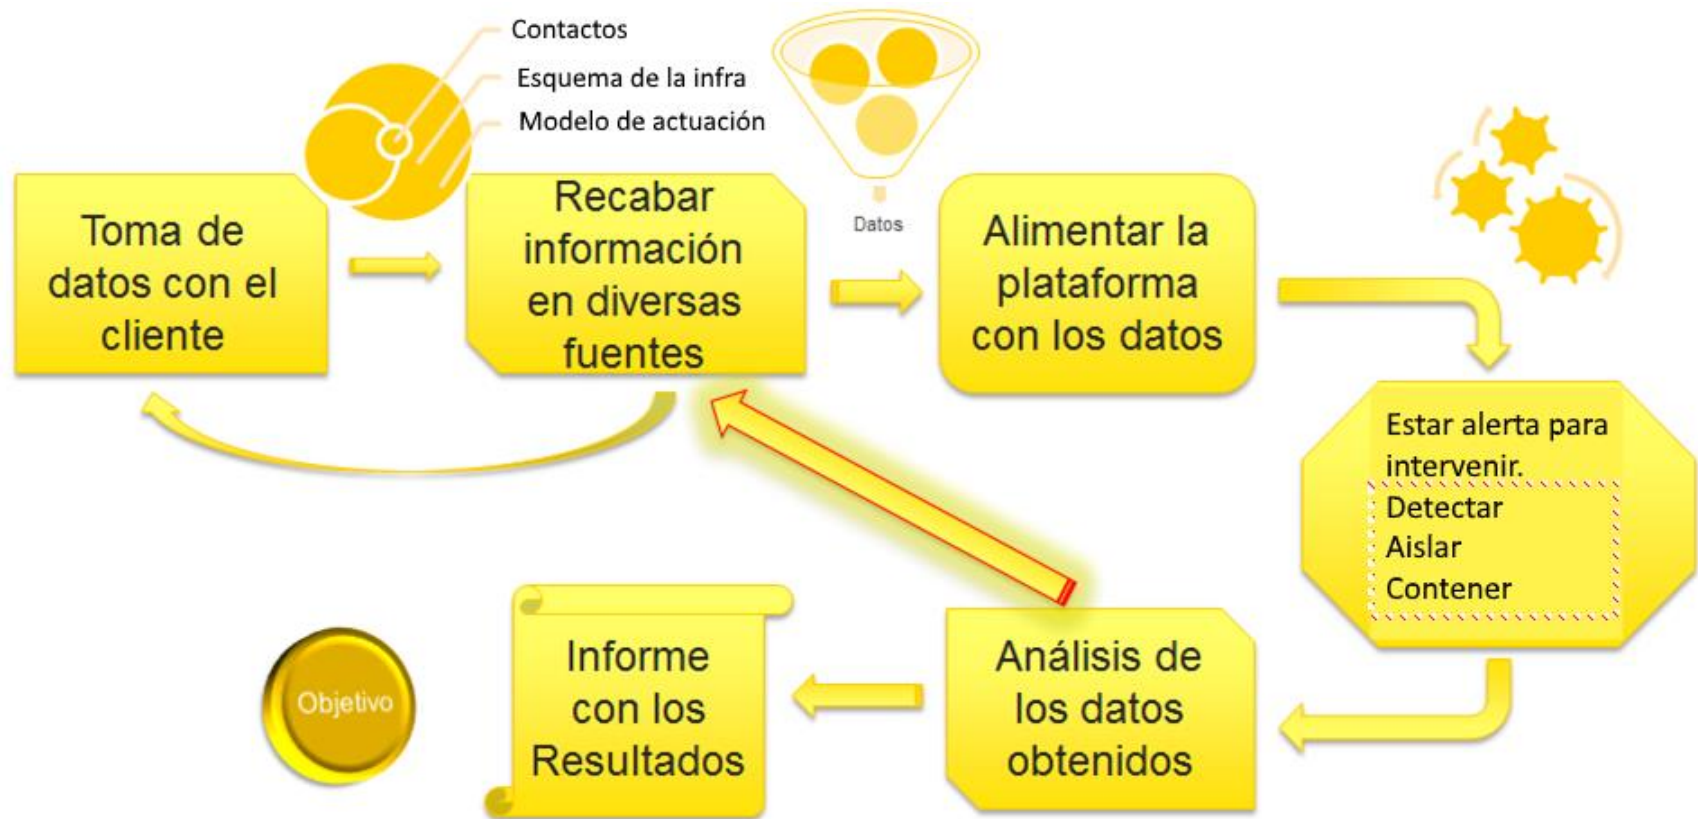 Contactos
Esquema de la infra
Modelo de actuación
Toma de
datos con el
cliente
Recabar
información
en diversas
fuentes
Datos
Alimentar la
plataforma
con los datos
Estar alerta para
intervenir.
Detectar
Aislar
Contener
Análisis de
los datos
obtenidos
Informe
con los
Resultados
Objetivo